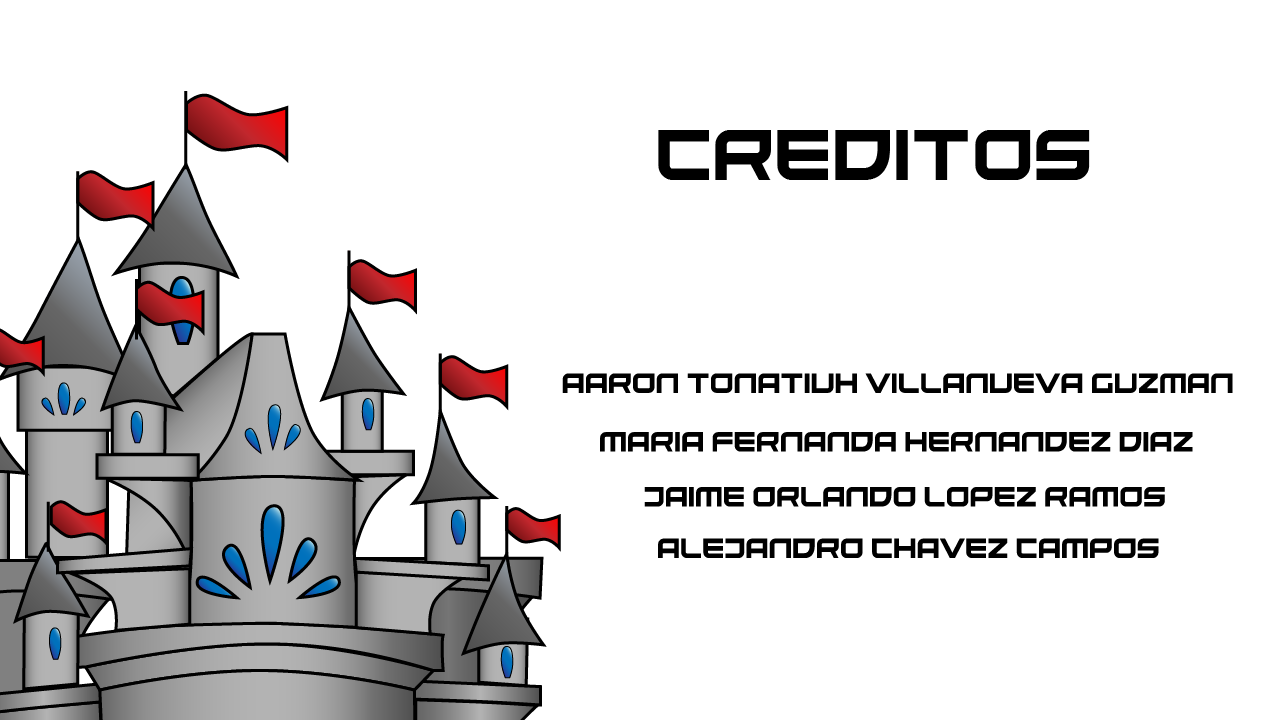 CREDITOS
AARON TONATIUH VILLANUEVA GUZMAN
MARIA FERNANDA HERNANDEZ DIAZ
JAIME ORLANDO LOPEZ RAMOS
ALEJANDRO CHAVEZ CAMPOS